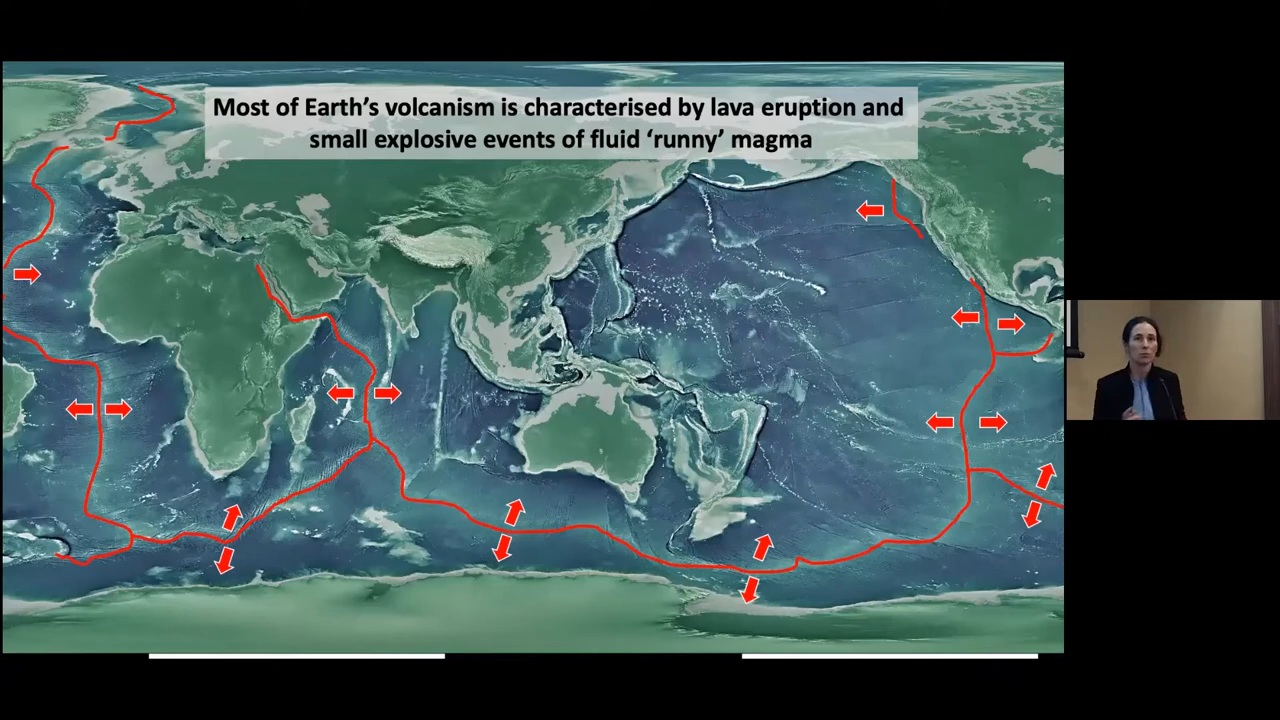 Most of Earth’s volcanism is characterised by lava eruption and
small explosive events of fluid ‘runny’ magma